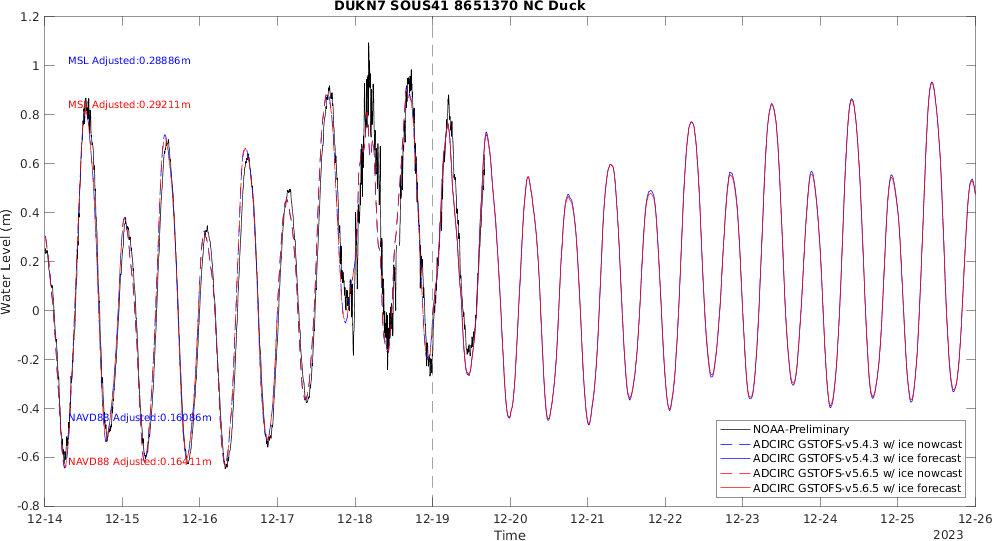 DUKN7 SOUS41 8651370 NC Duck
1.2
1
0.8
0.6
0.4
0.2
0
-0.2
-0.4
-0.6
-0.8
Water Level (m)
MSL Adjusted:0.28886m
MSL Adjusted:0.29211m
NAVD88 Adjusted:0.16086m
NAVD88 Adjusted:0.16411m
NOAA-Preliminary
ADCIRC GSTOFS-v5.4.3 w/ ice nowcast
ADCIRC GSTOFS-v5.4.3 w/ ice forecast
ADCIRC GSTOFS-v5.6.5 w/ ice nowcast
ADCIRC GSTOFS-v5.6.5 w/ ice forecast
12-14 12-15 12-16 12-17 12-18 12-19 12-20 12-21 12-22 12-23 12-24 12-25 12-26
Time
2023